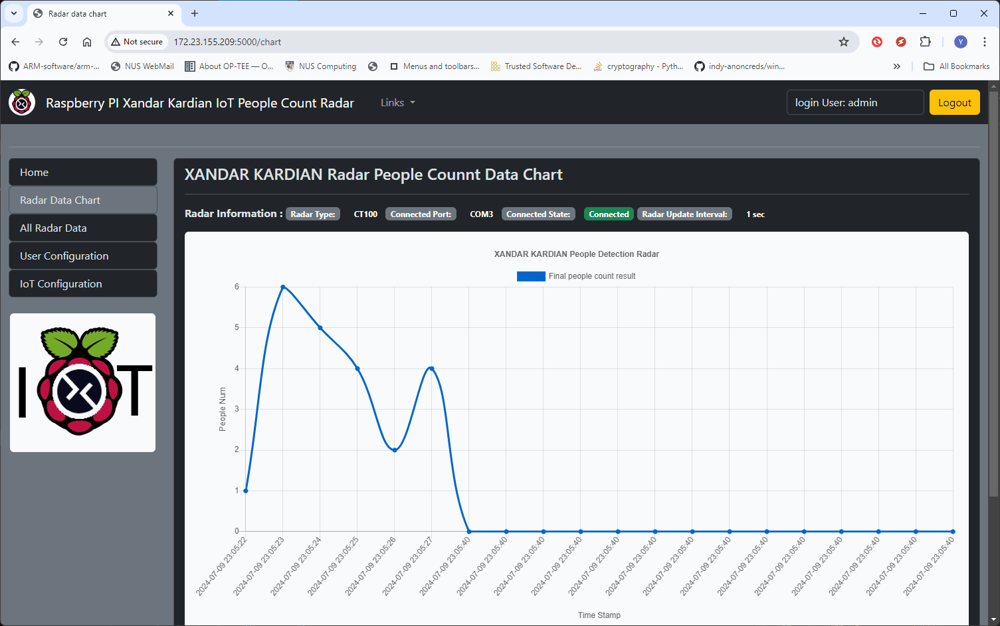 Radar data chart
Not secure 172.23.155.209:5000/chart Y
ARM-software/arm-... NUS WebMail About OP-TEE — O... NUS Computing Menus and toolbars... Trusted Software De... cryptography - Pyth... indy-anoncreds/win... All Bookmarks
Raspberry PI Xandar Kardian IoT People Count Radar Links login User: admin Logout
Home
Radar Data Chart
All Radar Data
User Configuration
IoT Configuration
I T
XANDAR KARDIAN Radar People Counnt Data Chart
Radar Information : Radar Type: CT100 Connected Port: COM3 Connected State: Connected Radar Update Interval: 1 sec
XANDAR KARDIAN People Detection Radar
Final people count result
People Num
6
5
4
3
2
1
0
2024-07-09 23:05:22
2024-07-09 23:05:23
2024-07-09 23:05:24
2024-07-09 23:05:25
2024-07-09 23:05:26
2024-07-09 23:05:27
2024-07-09 23:05:40
2024-07-09 23:05:40
2024-07-09 23:05:40
2024-07-09 23:05:40
2024-07-09 23:05:40
2024-07-09 23:05:40
2024-07-09 23:05:40
2024-07-09 23:05:40
2024-07-09 23:05:40
2024-07-09 23:05:40
2024-07-09 23:05:40
2024-07-09 23:05:40
2024-07-09 23:05:40
2024-07-09 23:05:40
Time Stamp